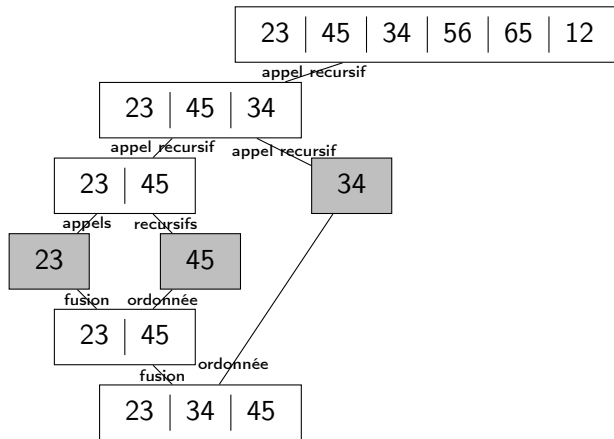 23 45 34 56 65 12
appel recursif
23 45 34
appel recursif appel recursif
23 45 34
appels recursifs
23 45
fusion ordonnée
23 45
fusion ordonnée
23 34 45